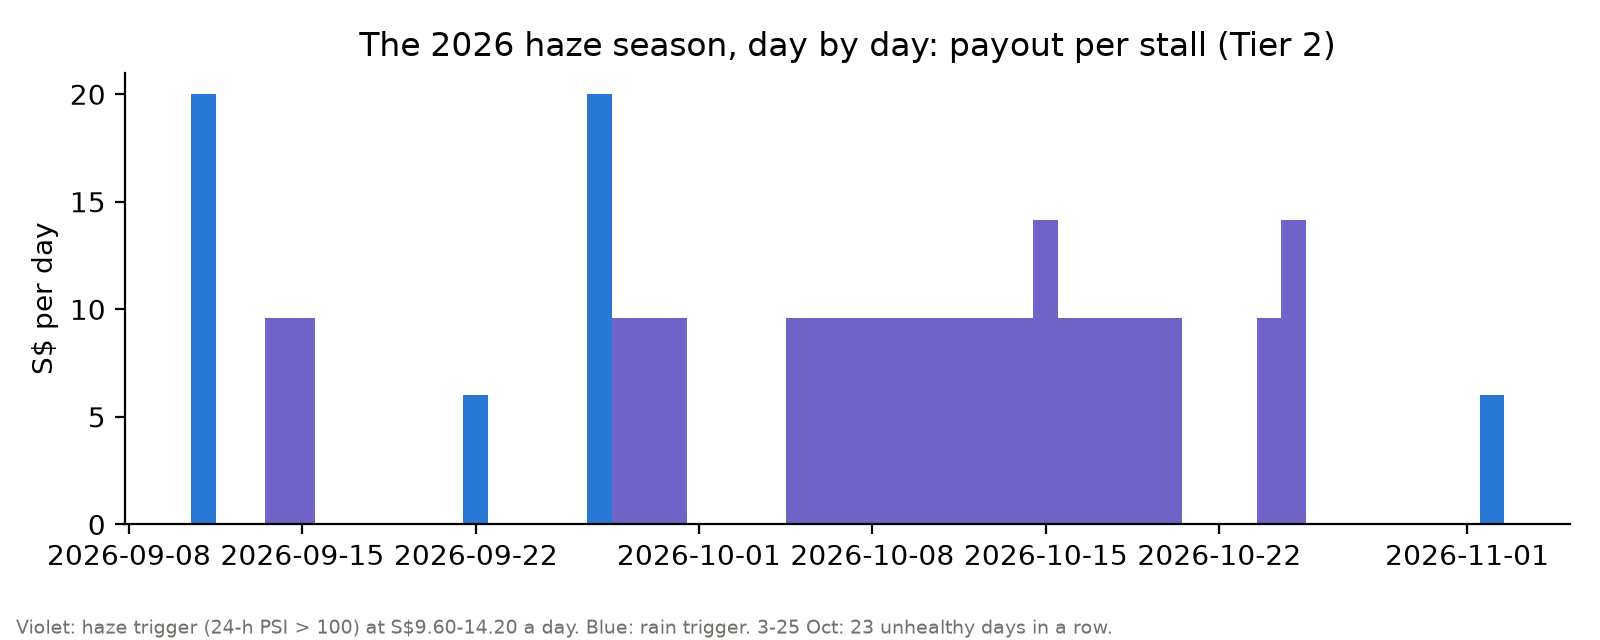 The 2026 haze season, day by day: payout per stall (Tier 2)
S$ per day
20
15
10
5
0
2026-09-08 2026-09-15 2026-09-22 2026-10-01 2026-10-08 2026-10-15 2026-10-22 2026-11-01
Violet: haze trigger (24-h PSI > 100) at S$9.60-14.20 a day. Blue: rain trigger. 3-25 Oct: 23 unhealthy days in a row.